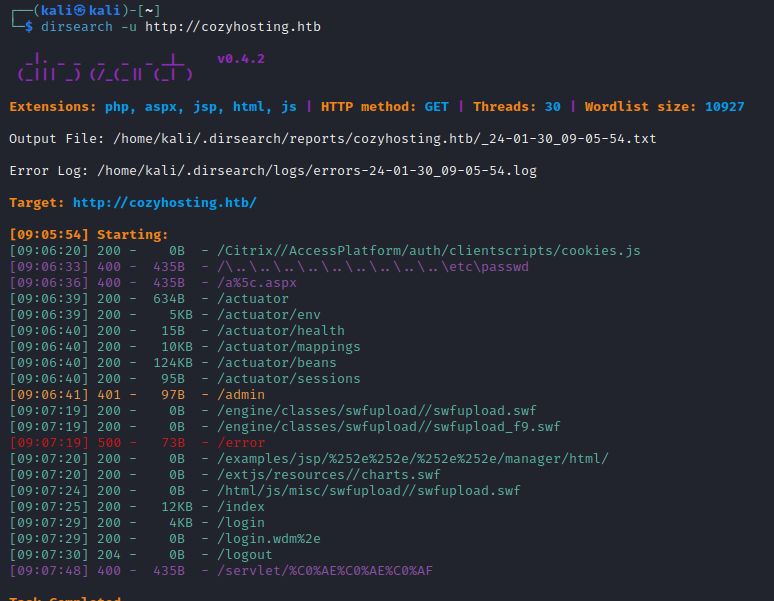 ┌──(kali㉿kali)-[~]
└─$ dirsearch -u http://cozyhosting.htb
  _|. _ _  _  _  _ _|_    v0.4.2
 (_||| _) (/_(_|| (_| )
Extensions: php, aspx, jsp, html, js | HTTP method: GET | Threads: 30 | Wordlist size: 10927
Output File: /home/kali/.dirsearch/reports/cozyhosting.htb/_24-01-30_09-05-54.txt
Error Log: /home/kali/.dirsearch/logs/errors-24-01-30_09-05-54.log
Target: http://cozyhosting.htb/
[09:05:54] Starting:
[09:06:20] 200 -    0B  - /Citrix//AccessPlatform/auth/clientscripts/cookies.js
[09:06:33] 400 -  435B  - /\..\..\..\..\..\..\..\..\..\etc\passwd
[09:06:36] 400 -  435B  - /a%5c.aspx
[09:06:39] 200 -  634B  - /actuator
[09:06:39] 200 -    5KB - /actuator/env
[09:06:40] 200 -   15B  - /actuator/health
[09:06:40] 200 -   10KB - /actuator/mappings
[09:06:40] 200 -  124KB - /actuator/beans
[09:06:40] 200 -   95B  - /actuator/sessions
[09:06:41] 401 -   97B  - /admin
[09:07:19] 200 -    0B  - /engine/classes/swfupload//swfupload.swf
[09:07:19] 200 -    0B  - /engine/classes/swfupload//swfupload_f9.swf
[09:07:19] 500 -   73B  - /error
[09:07:20] 200 -    0B  - /examples/jsp/%252e%252e/%252e%252e/manager/html/
[09:07:20] 200 -    0B  - /extjs/resources//charts.swf
[09:07:24] 200 -    0B  - /html/js/misc/swfupload//swfupload.swf
[09:07:25] 200 -   12KB - /index
[09:07:29] 200 -    4KB - /login
[09:07:29] 200 -    0B  - /login.wdm%2e
[09:07:30] 204 -    0B  - /logout
[09:07:48] 400 -  435B  - /servlet/%C0%AE%C0%AE%C0%AF
Task Completed